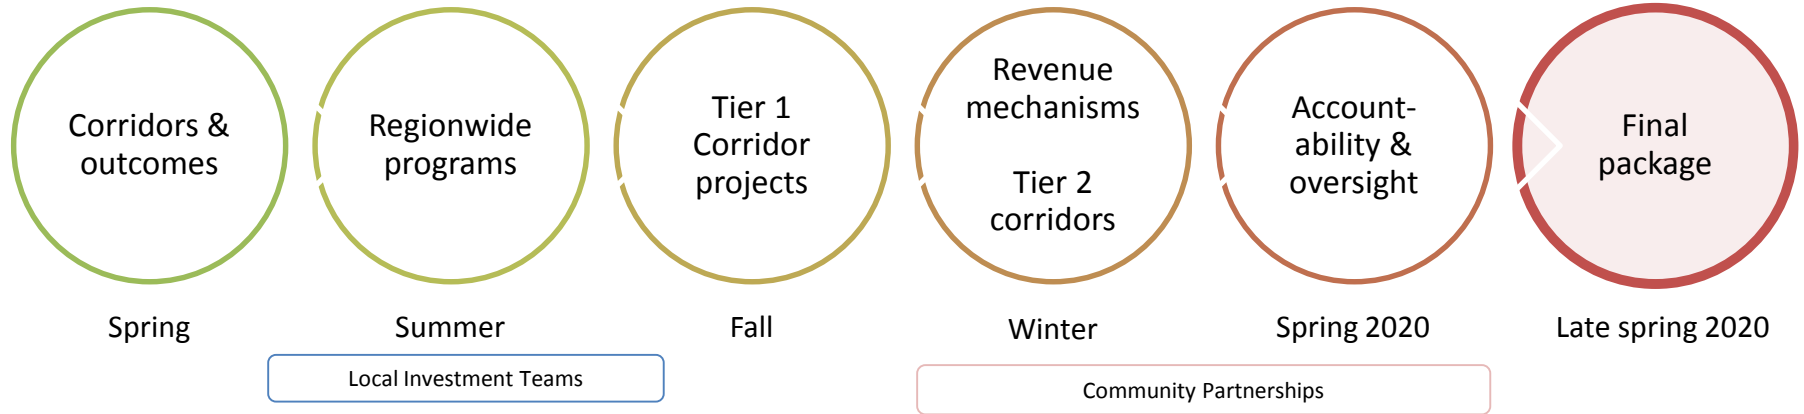 Corridors &
outcomes
Regionwide
programs
Tier 1
Corridor
projects
Revenue
mechanisms
Tier 2
corridors
Account-
ability &
oversight
Final
package
Spring
Summer
Fall
Winter
Spring 2020
Late spring 2020
Local Investment Teams
Community Partnerships